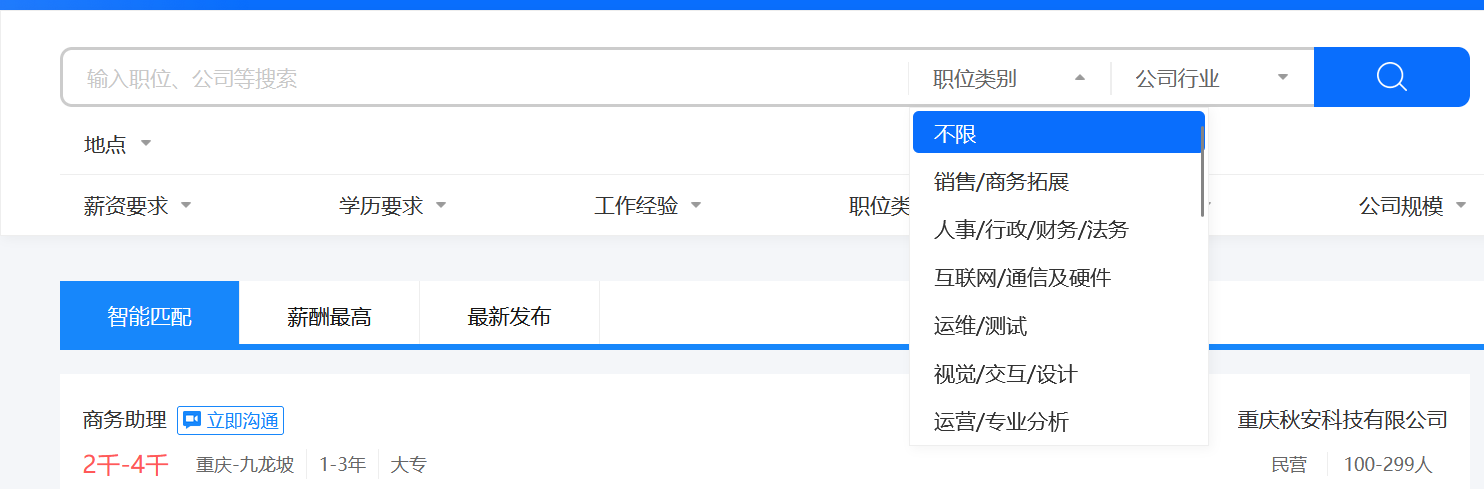 输入职位、公司等搜索 职位类别 公司行业
地点
不限
销售/商务拓展
薪资要求 学历要求 工作经验 职位类 公司规模
人事/行政/财务/法务
互联网/通信及硬件
智能匹配 薪酬最高 最新发布
运维/测试
视觉/交互/设计
运营/专业分析
商务助理 立即沟通 重庆秋安科技有限公司
2千-4千 重庆-九龙坡 1-3年 大专 民营 100-299人